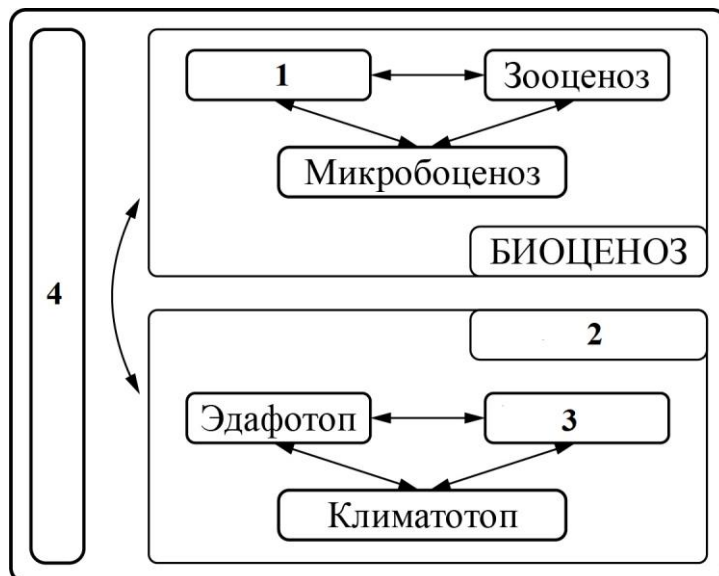 1
Зооценоз
Микробоценоз
БИОЦЕНОЗ
4
2
Эдафотоп
3
Климатотоп